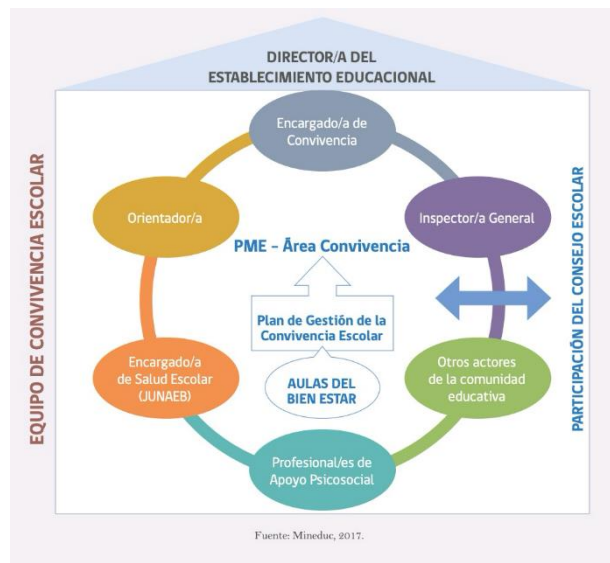 DIRECTOR/A DEL
ESTABLECIMIENTO EDUCACIONAL
EQUIPO DE CONVIVENCIA ESCOLAR
Encargado/a de
Convivencia
Orientador/a
Inspector/a General
PME – Área Convivencia
Plan de Gestión de la
Convivencia Escolar
AULAS DEL
BIEN ESTAR
Encargado/a
de Salud Escolar
(JUNAEB)
Otros actores
de la comunidad
educativa
Profesional/es de
Apoyo Psicosocial
PARTICIPACIÓN DEL CONSEJO ESCOLAR
Fuente: Mineduc, 2017.